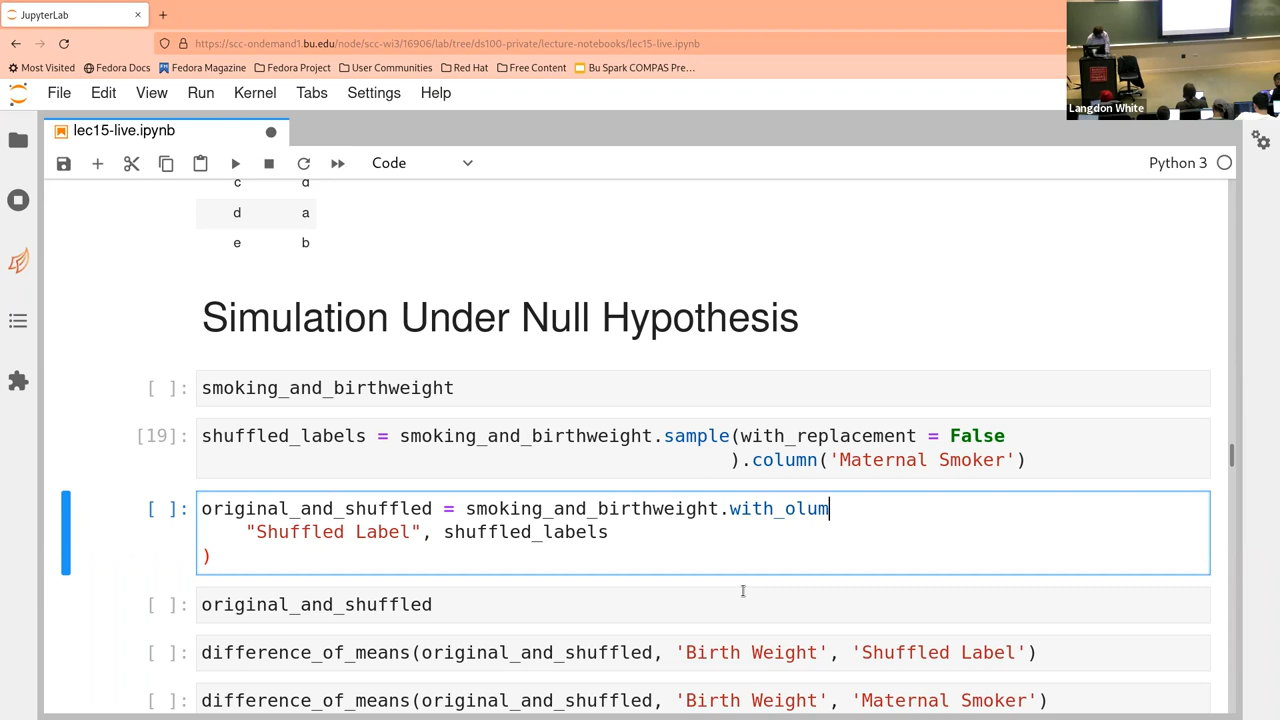 JupyterLab
https://scc-ondemand1.bu.edu/node/scc-wi3/16906/lab/tree/ds100-private/lecture-notebooks/lec15-live.ipynb
Most Visited Fedora Docs Fedora Magazine Fedora Project User Communities Red Hat Free Content Bu Spark COMPAS Pre...
Langdon White
File Edit View Run Kernel Tabs Settings Help
lec15-live.ipynb
Code Python 3
c d
d a
e b
Simulation Under Null Hypothesis
[ ]: smoking_and_birthweight
[19]: shuffled_labels = smoking_and_birthweight.sample(with_replacement = False
).column('Maternal Smoker')
[ ]: original_and_shuffled = smoking_and_birthweight.with_olum
"Shuffled Label", shuffled_labels
)
[ ]: original_and_shuffled
[ ]: difference_of_means(original_and_shuffled, 'Birth Weight', 'Shuffled Label')
[ ]: difference_of_means(original_and_shuffled, 'Birth Weight', 'Maternal Smoker')